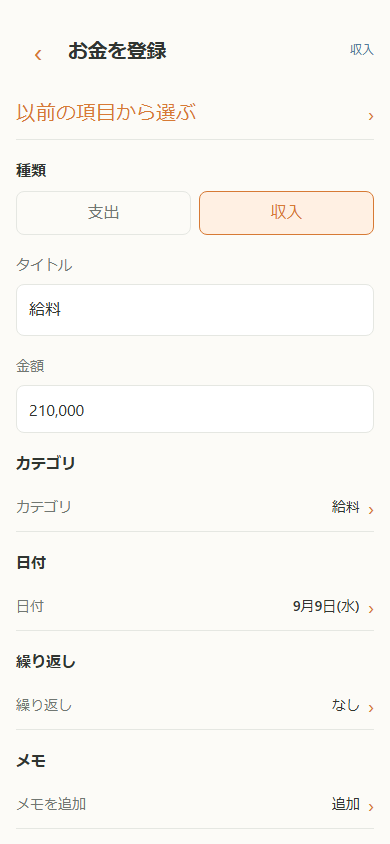 ‹ お金を登録 収入
以前の項目から選ぶ ›
種類
支出 収入
タイトル
給料
金額
210,000
カテゴリ
カテゴリ 給料 ›
日付
日付 9月9日(水) ›
繰り返し
繰り返し なし ›
メモ
メモを追加 追加 ›